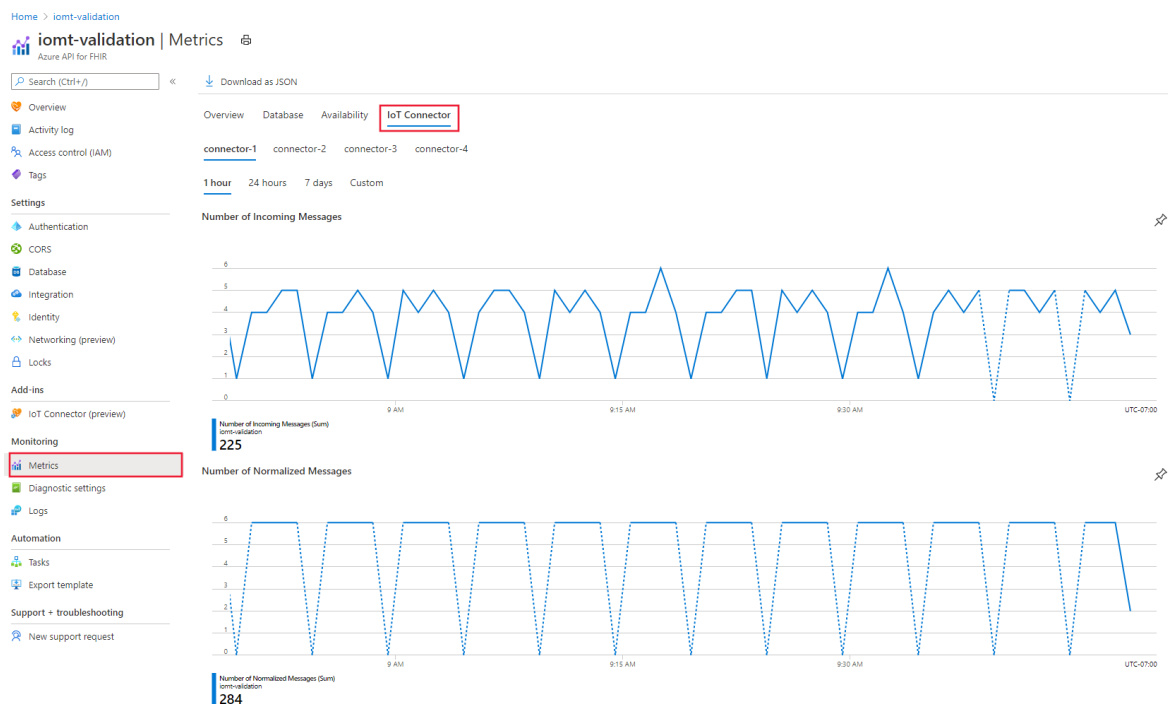 Home > iomt-validation
iomt-validation | Metrics
Azure API for FHIR
Search (Ctrl+/)
«
Overview
Activity log
Access control (IAM)
Tags
Settings
Authentication
CORS
Database
Integration
Identity
Networking (preview)
Locks
Add-ins
IoT Connector (preview)
Monitoring
Metrics
Diagnostic settings
Logs
Automation
Tasks
Export template
Support + troubleshooting
New support request
Download as JSON
Overview Database Availability IoT Connector
connector-1 connector-2 connector-3 connector-4
1 hour 24 hours 7 days Custom
Number of Incoming Messages
6
5
4
3
2
1
0
9 AM 9:15 AM 9:30 AM UTC-07:00
Number of Incoming Messages (Sum)
iomt-validation
225
Number of Normalized Messages
6
5
4
3
2
1
0
9 AM 9:15 AM 9:30 AM UTC-07:00
Number of Normalized Messages (Sum)
iomt-validation
284